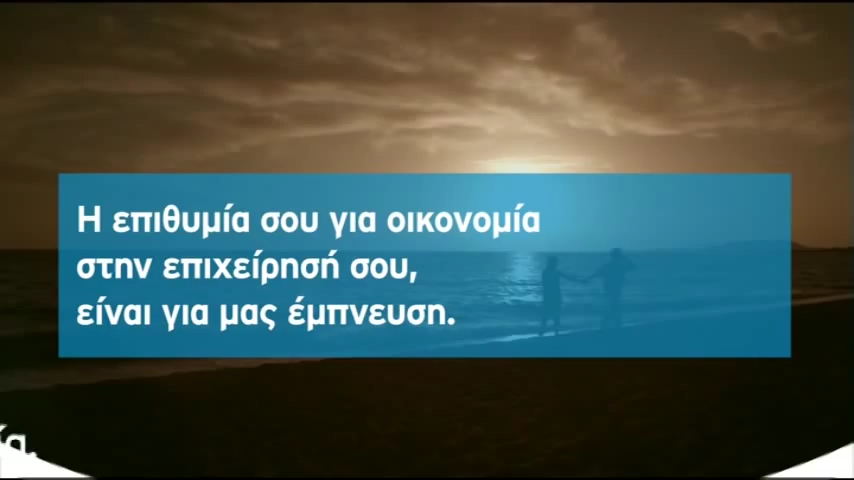 Η επιθυμία σου για οικονομία
στην επιχείρησή σου,
είναι για μας έμπνευση.